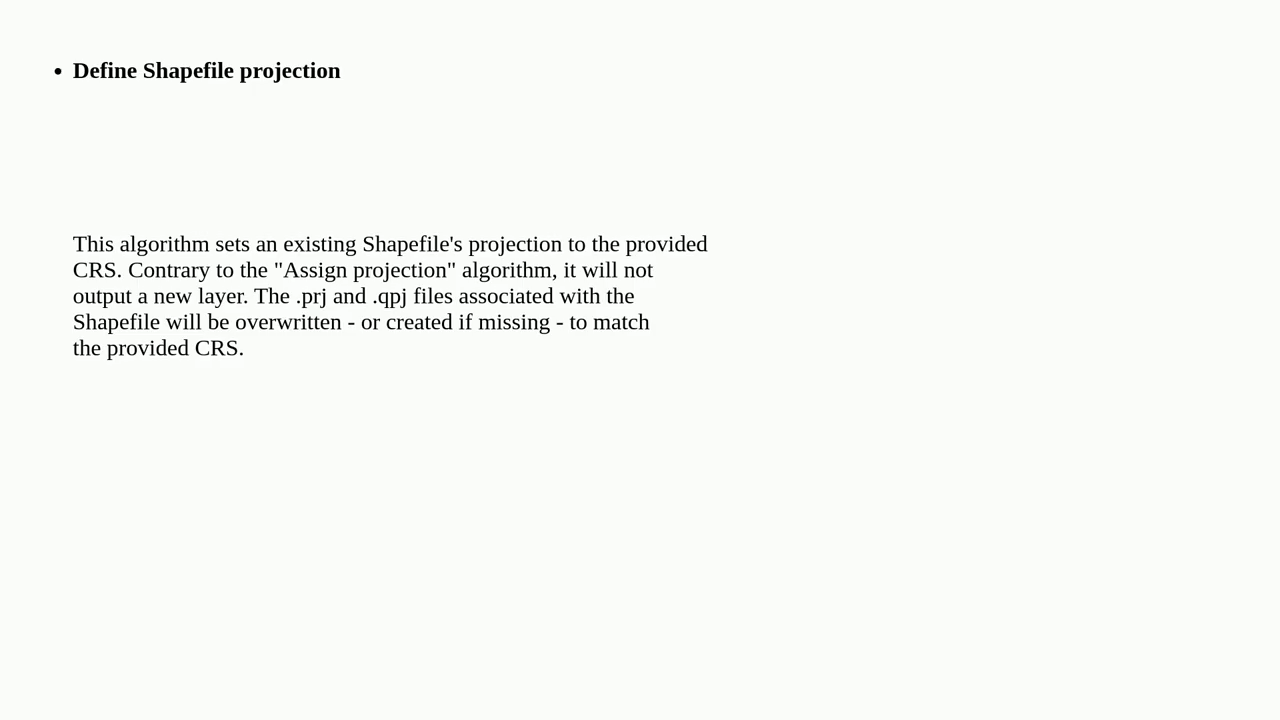 • Define Shapefile projection
This algorithm sets an existing Shapefile's projection to the provided
CRS. Contrary to the "Assign projection" algorithm, it will not
output a new layer. The .prj and .qpj files associated with the
Shapefile will be overwritten - or created if missing - to match
the provided CRS.